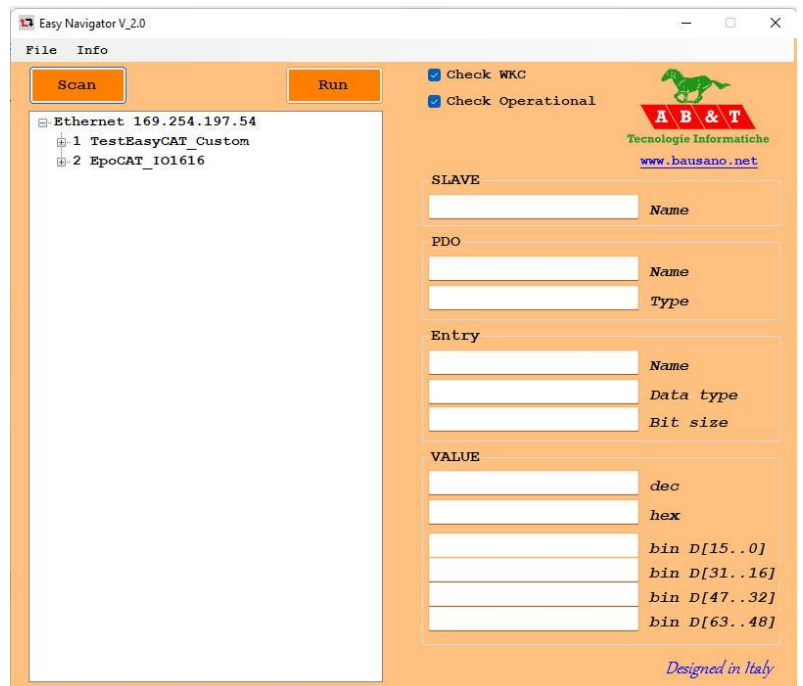 Easy Navigator V_2.0
File Info
Scan
Run
Ethernet 169.254.197.54
1 TestEasyCAT_Custom
2 EpoCAT_IO1616
Check WKC
Check Operational
AB&T
Tecnologie Informatiche
www.bausano.net
SLAVE
Name
PDO
Name
Type
Entry
Name
Data type
Bit size
VALUE
dec
hex
bin D[15..0]
bin D[31..16]
bin D[47..32]
bin D[63..48]
Designed in Italy